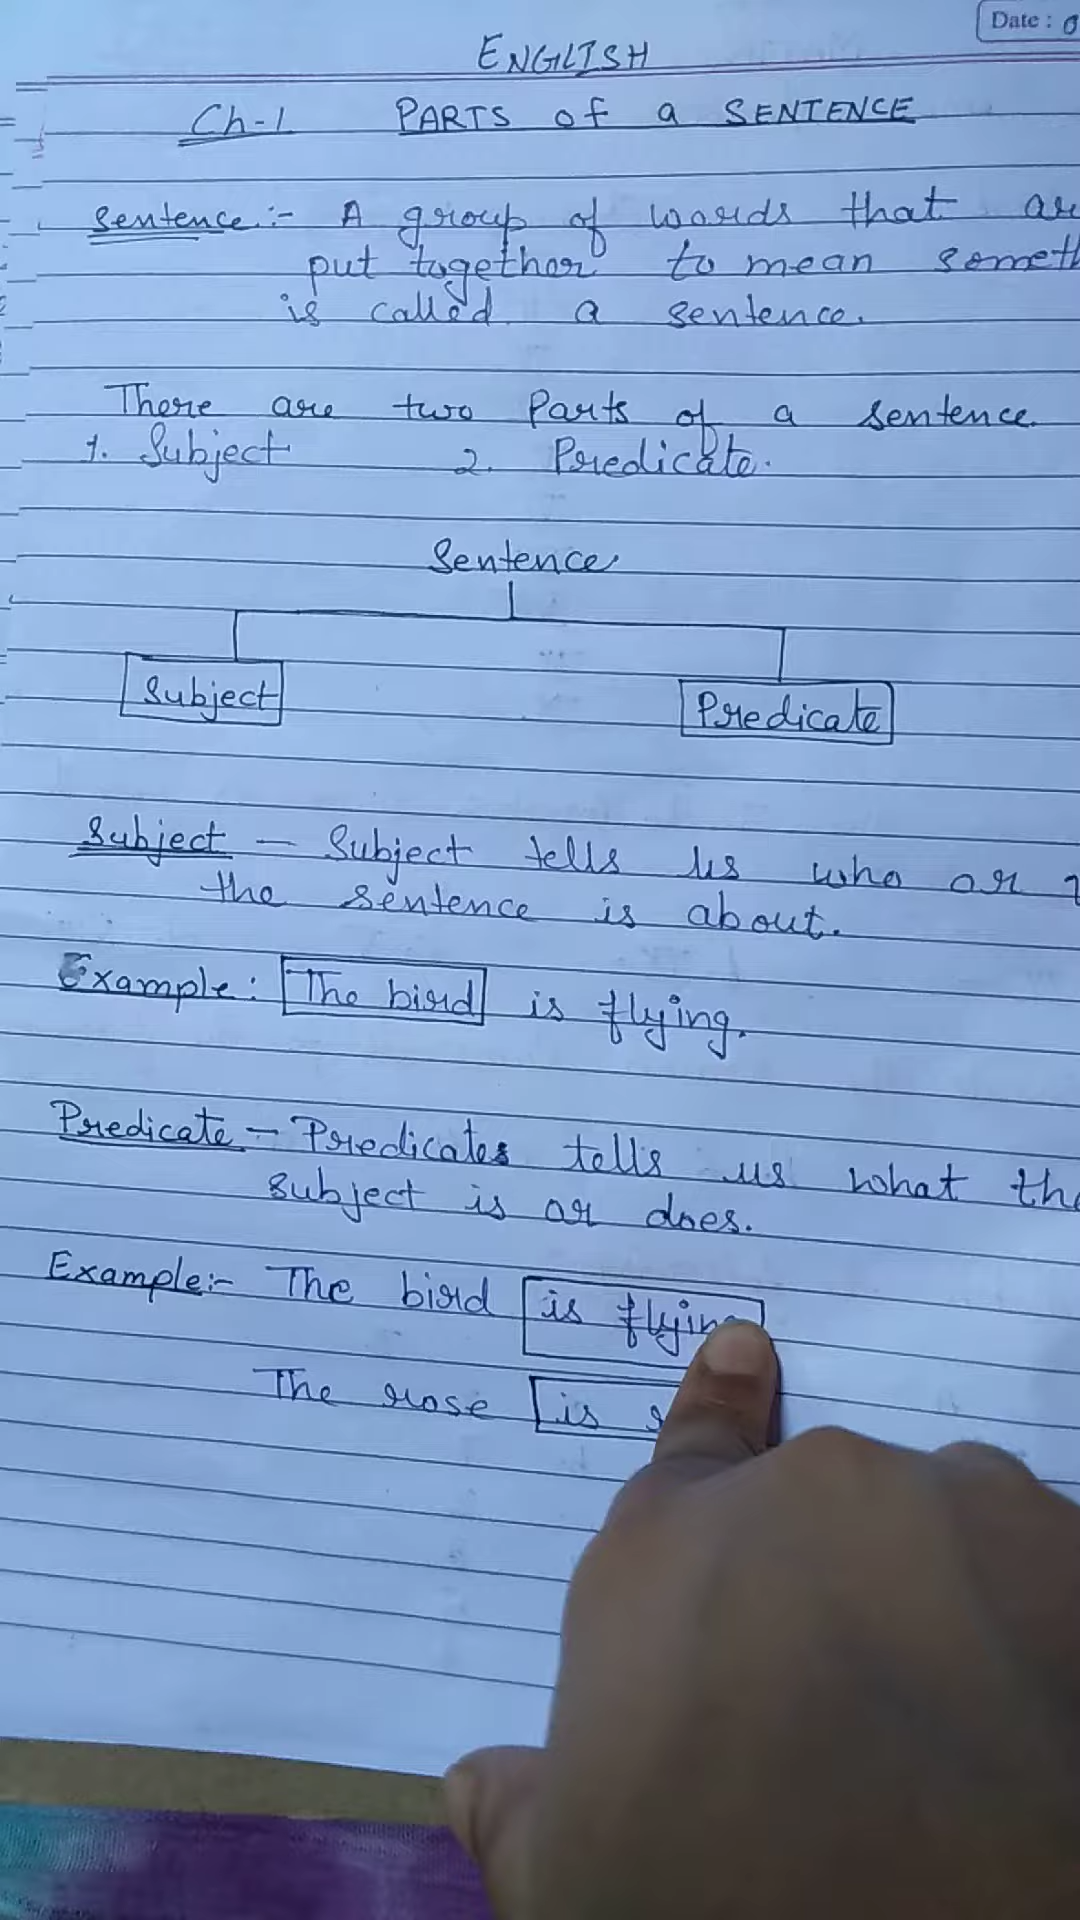 Date :
ENGLISH
Ch-1 PARTS of a SENTENCE
Sentence:- A group of words that
put together to mean
is called a sentence.
There are two Parts of a sentence.
1. Subject 2. Predicate.
Sentence
Subject Predicate
Subject – Subject tells us who or
the sentence is about.
Example: The bird is flying.
Predicate – Predicates tells us what
subject is or does.
Example:- The bird is flying
The rose is